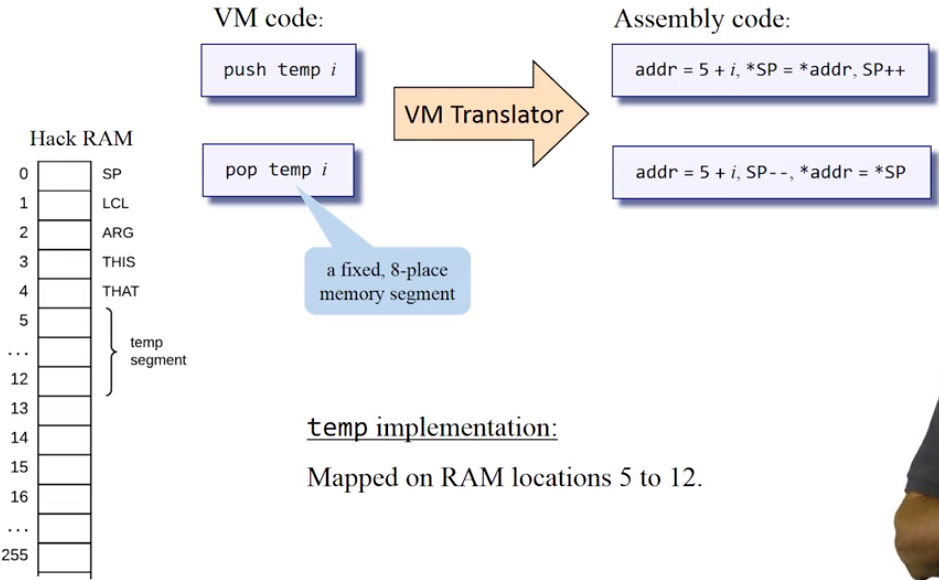 VM code:
Assembly code:
push temp i
VM Translator
addr = 5 + i, *SP = *addr, SP++
pop temp i
addr = 5 + i, SP--, *addr = *SP
a fixed, 8-place
memory segment
Hack RAM
0 SP
1 LCL
2 ARG
3 THIS
4 THAT
5
...
12
temp
segment
13
14
15
16
...
255
temp implementation:
Mapped on RAM locations 5 to 12.